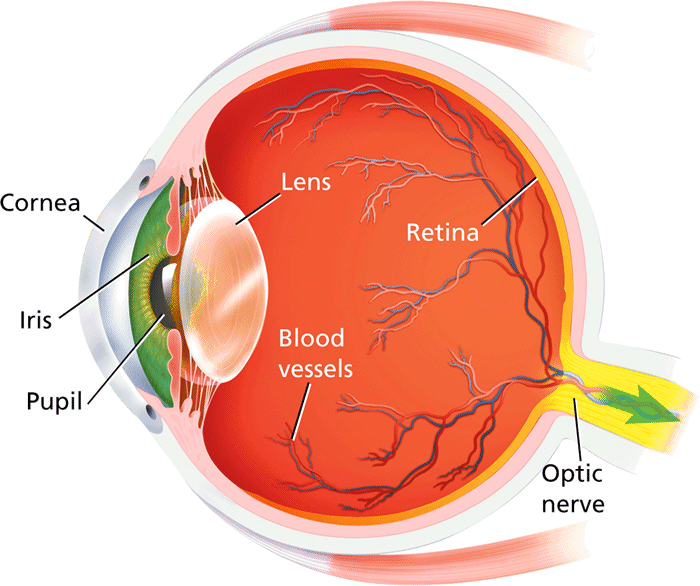 Cornea
Lens
Retina
Iris
Blood
vessels
Pupil
Optic
nerve